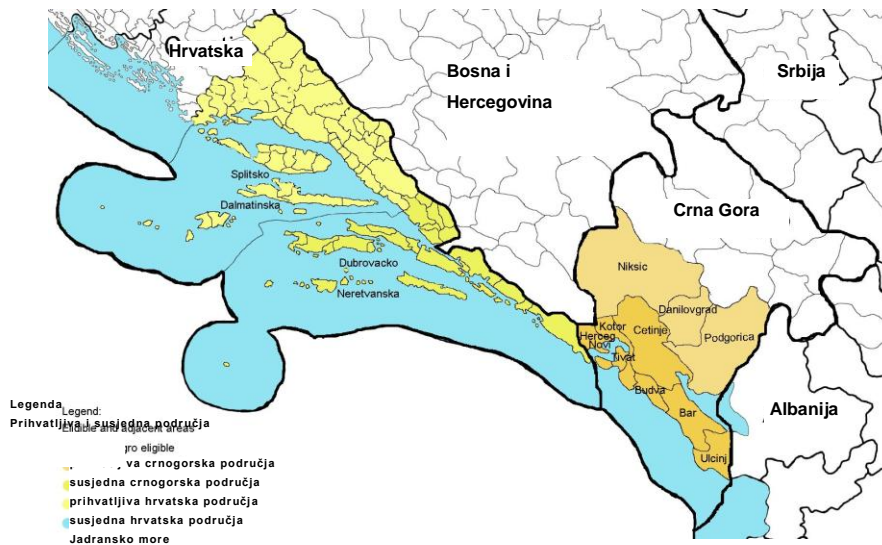 Hrvatska
Bosna i
Hercegovina
Srbija
Splitsko
Dalmatinska
Crna Gora
Dubrovacko
Neretvanska
Niksic
Danilovgrad
Kotor
Herceg
Novi
Cetinje
Podgorica
Tivat
Budva
Bar
Albanija
Ulcinj
Legenda
Legend:
Prihvatljiva i susjedna područja
Elidible and adjacent areas
gro eligible
va crnogorska područja
susjedna crnogorska područja
prihvatljiva hrvatska područja
susjedna hrvatska područja
Jadransko more